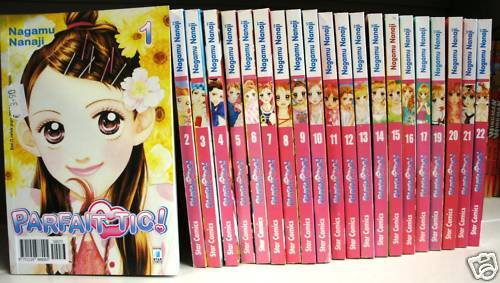 Nagamu
Nanaji
1
PARFAIT TIC!
STAR
Nagamu Nanaji
PARFAIT TIC!
2
Star Comics
Nagamu Nanaji
PARFAIT TIC!
3
Star Comics
Nagamu Nanaji
PARFAIT TIC!
4
Star Comics
Nagamu Nanaji
PARFAIT TIC!
5
Star Comics
Nagamu Nanaji
PARFAIT TIC!
6
Star Comics
Nagamu Nanaji
PARFAIT TIC!
7
Star Comics
Nagamu Nanaji
PARFAIT TIC!
8
Star Comics
Nagamu Nanaji
PARFAIT TIC!
9
Star Comics
Nagamu Nanaji
PARFAIT TIC!
10
Star Comics
Nagamu Nanaji
PARFAIT TIC!
11
Star Comics
Nagamu Nanaji
PARFAIT TIC!
12
Star Comics
Nagamu Nanaji
PARFAIT TIC!
13
Star Comics
Nagamu Nanaji
PARFAIT TIC!
14
Star Comics
Nagamu Nanaji
PARFAIT TIC!
15
Star Comics
Nagamu Nanaji
PARFAIT TIC!
16
Star Comics
Nagamu Nanaji
PARFAIT TIC!
17
Star Comics
Nagamu Nanaji
PARFAIT TIC!
19
Star Comics
Nagamu Nanaji
PARFAIT TIC!
20
Star Comics
Nagamu Nanaji
PARFAIT TIC!
21
Star Comics
Nagamu Nanaji
PARFAIT TIC!
22
Star Comics